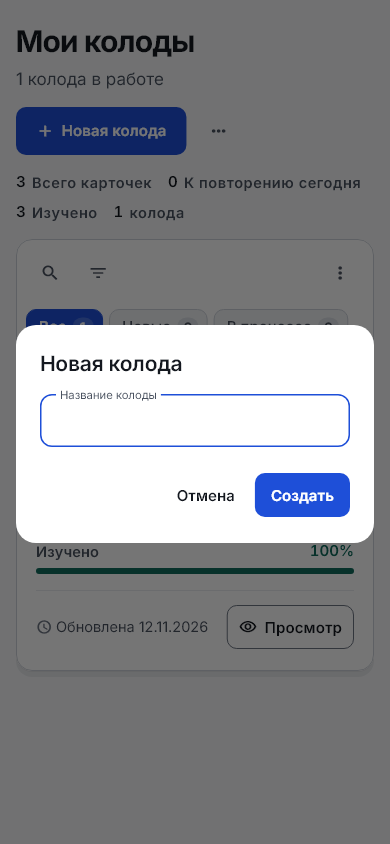 Мои колоды
1 колода в работе
+ Новая колода ...
3 Всего карточек 0 К повторению сегодня
3 Изучено 1 колода
Новая колода
Название колоды
Отмена Создать
Изучено 100%
Обновлена 12.11.2026 Просмотр